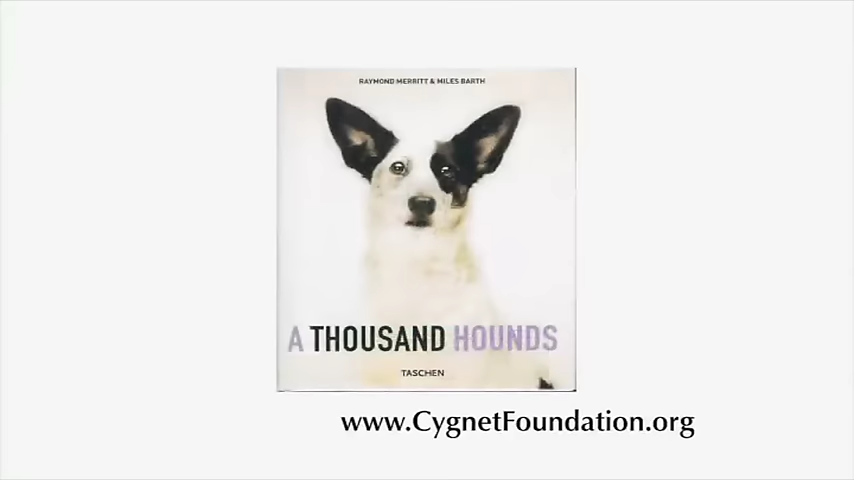 RAYMOND MERRITT & MILES BARTH
A THOUSAND HOUNDS
TASCHEN
www.CygnetFoundation.org